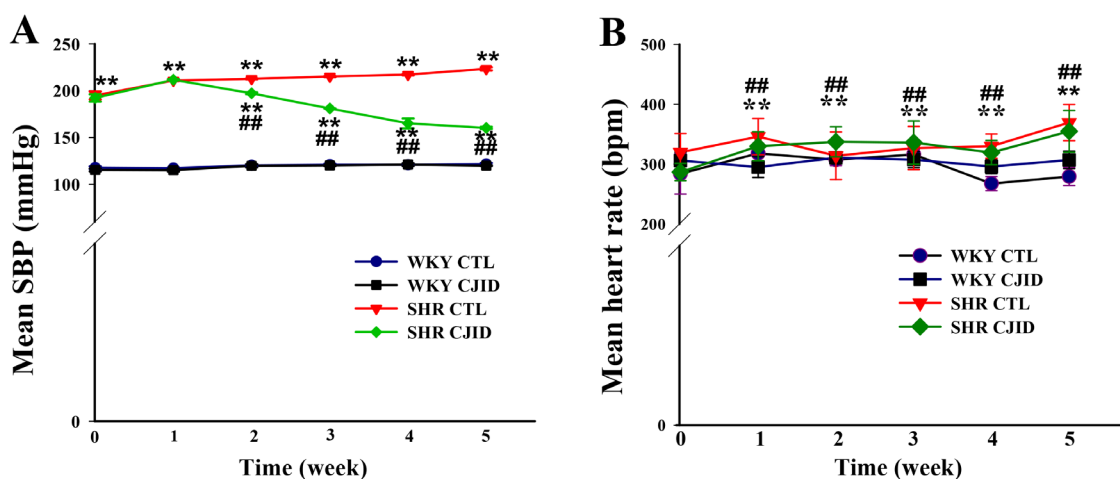 A
Mean SBP (mmHg)
250
200
150
100
0
** ** ** ** ** **
** ** ** **
## ## ## ##
WKY CTL
WKY CJID
SHR CTL
SHR CJID
0 1 2 3 4 5
Time (week)
B
Mean heart rate (bpm)
500
400
300
200
0
## ## ## ## ##
** ** ** ** **
WKY CTL
WKY CJID
SHR CTL
SHR CJID
0 1 2 3 4 5
Time (week)